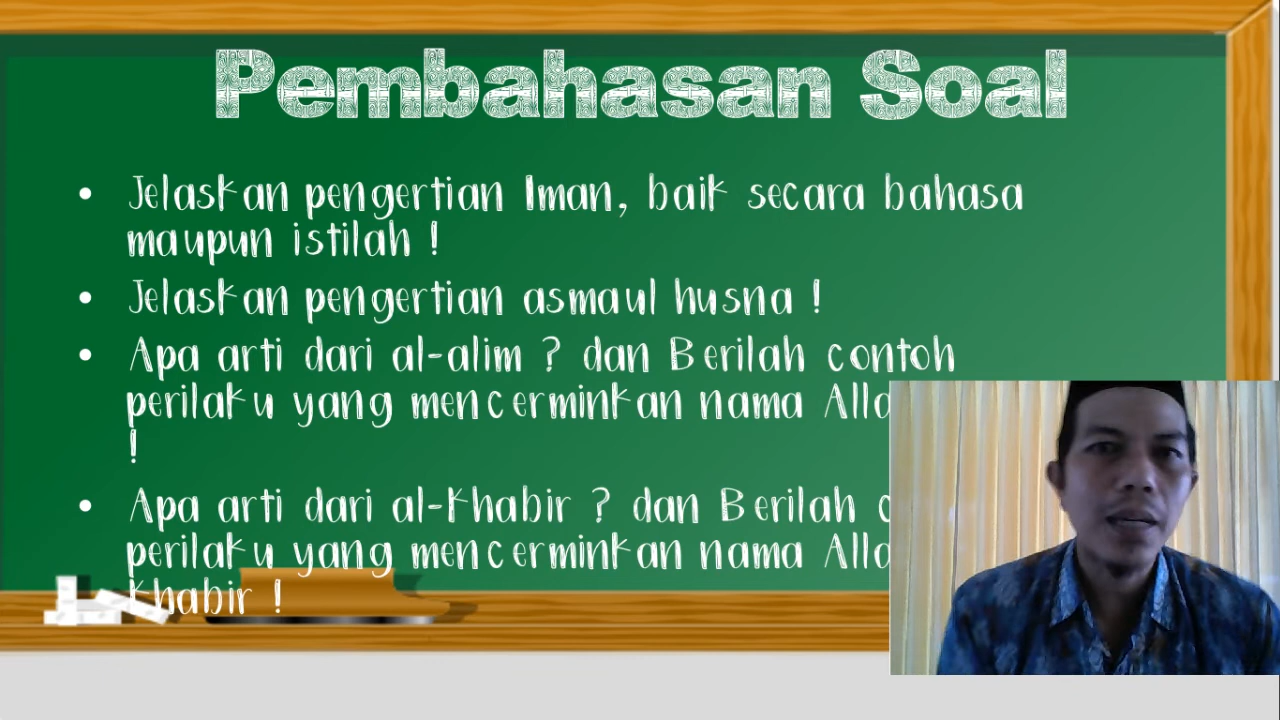 Pembahasan Soal
• Jelaskan pengertian Iman, baik secara bahasa
maupun istilah !
• Jelaskan pengertian asmaul husna !
• Apa arti dari al-alim ? dan Berilah contoh
perilaku yang mencerminkan nama
!
• Apa arti dari al-Khabir ? dan Berilah
perilaku yang mencerminkan nama
Khabir !